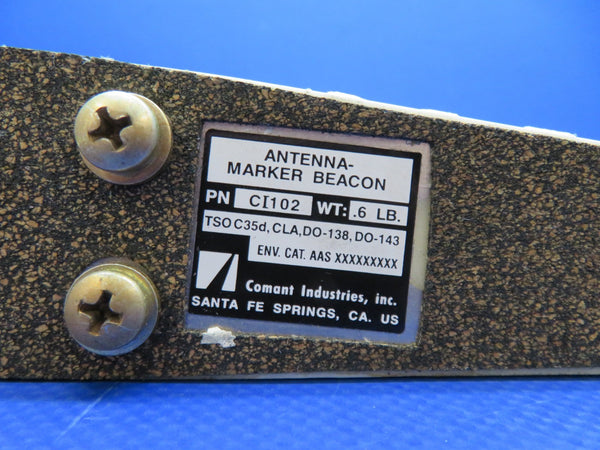 ANTENNA-
MARKER BEACON
PN CI102 WT: .6 LB.
TSO C35d, CLA, DO-138, DO-143
ENV. CAT. AAS XXXXXXXXX
Comant Industries, inc.
SANTA FE SPRINGS, CA. US